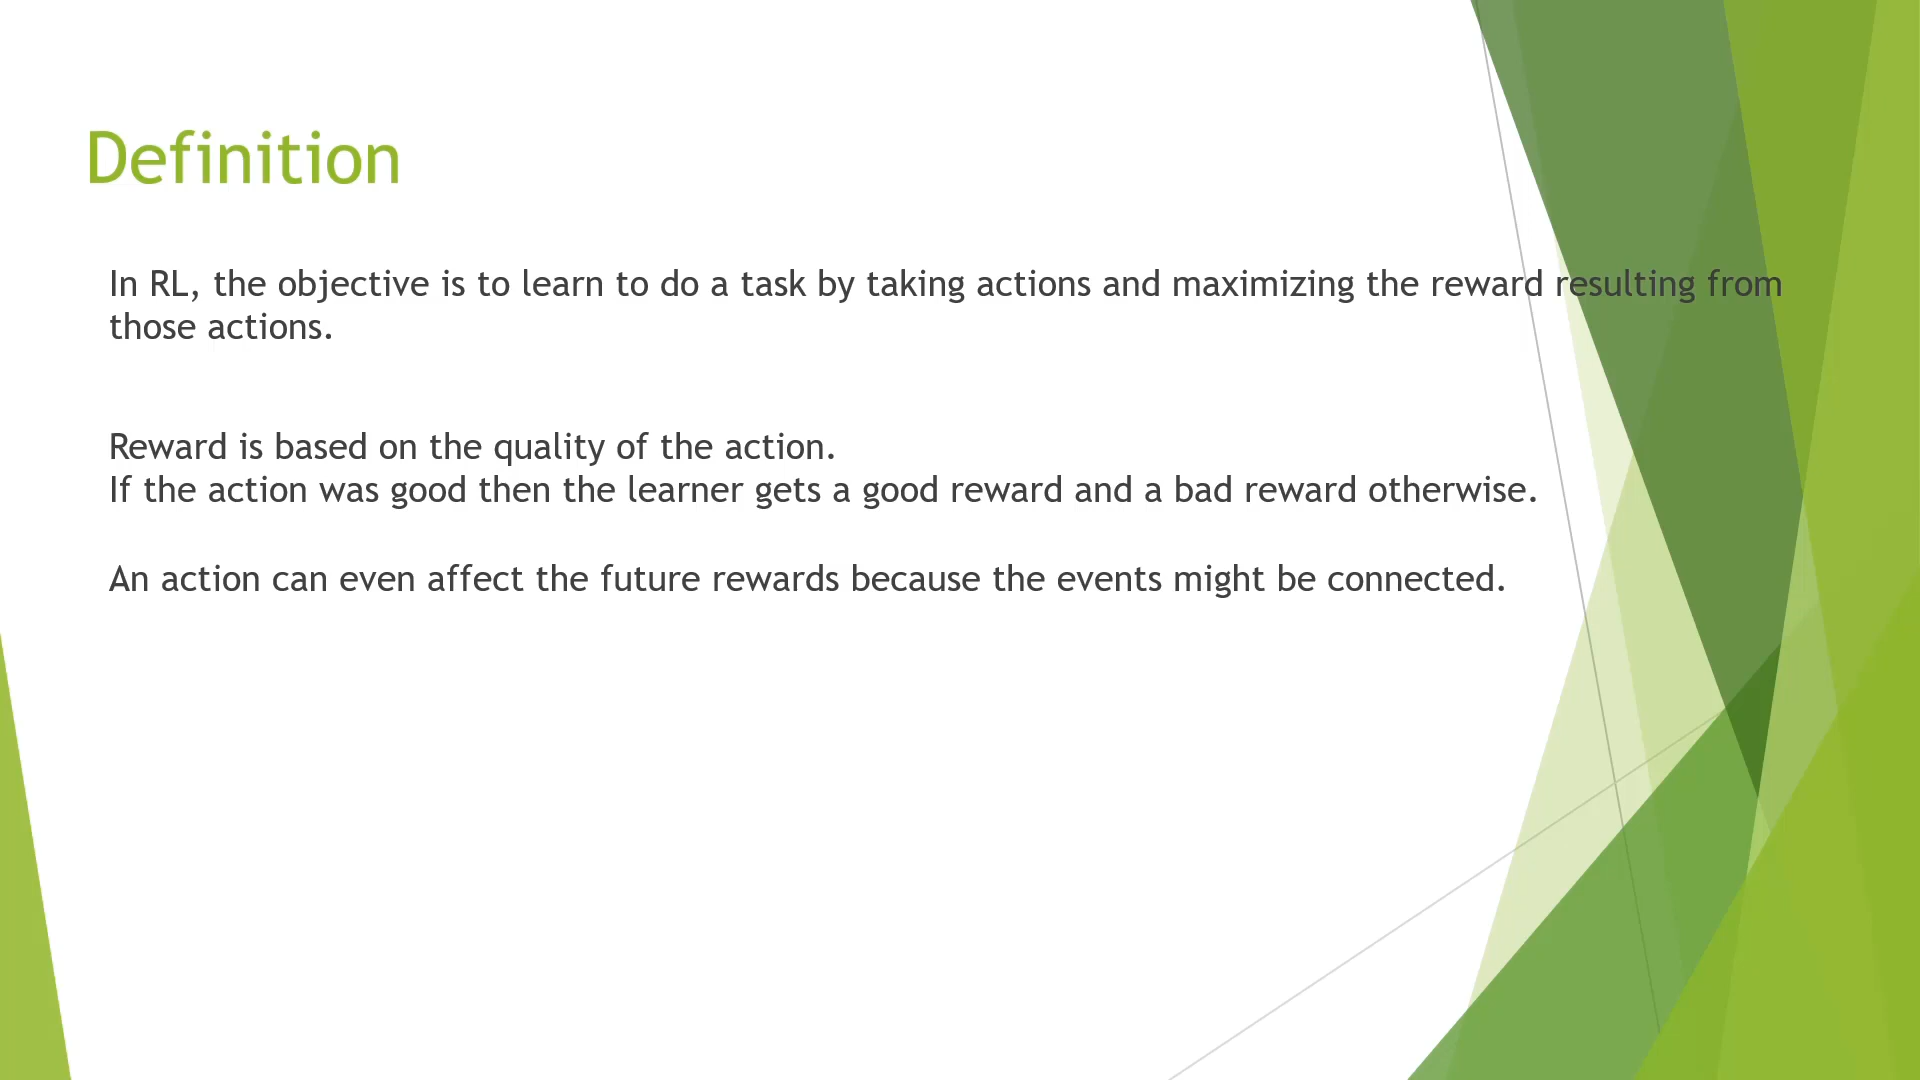 Definition
In RL, the objective is to learn to do a task by taking actions and maximizing the reward resulting from
those actions.
Reward is based on the quality of the action.
If the action was good then the learner gets a good reward and a bad reward otherwise.
An action can even affect the future rewards because the events might be connected.